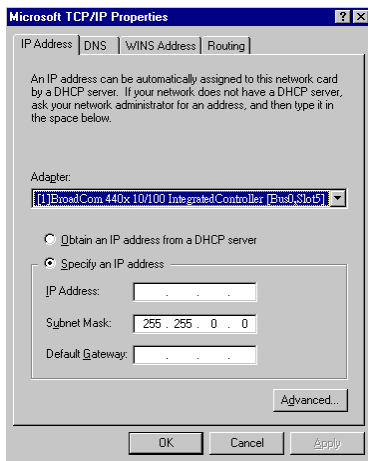 Microsoft TCP/IP Properties
IP Address DNS WINS Address Routing
An IP address can be automatically assigned to this network card
by a DHCP server. If your network does not have a DHCP server,
ask your network administrator for an address, and then type it in
the space below.
Adapter:
[1]BroadCom 440x 10/100 IntegratedController [Bus0,Slot5]
Obtain an IP address from a DHCP server
Specify an IP address
IP Address: . . .
Subnet Mask: 255 . 255 . 0 . 0
Default Gateway: . . .
Advanced...
OK Cancel Apply